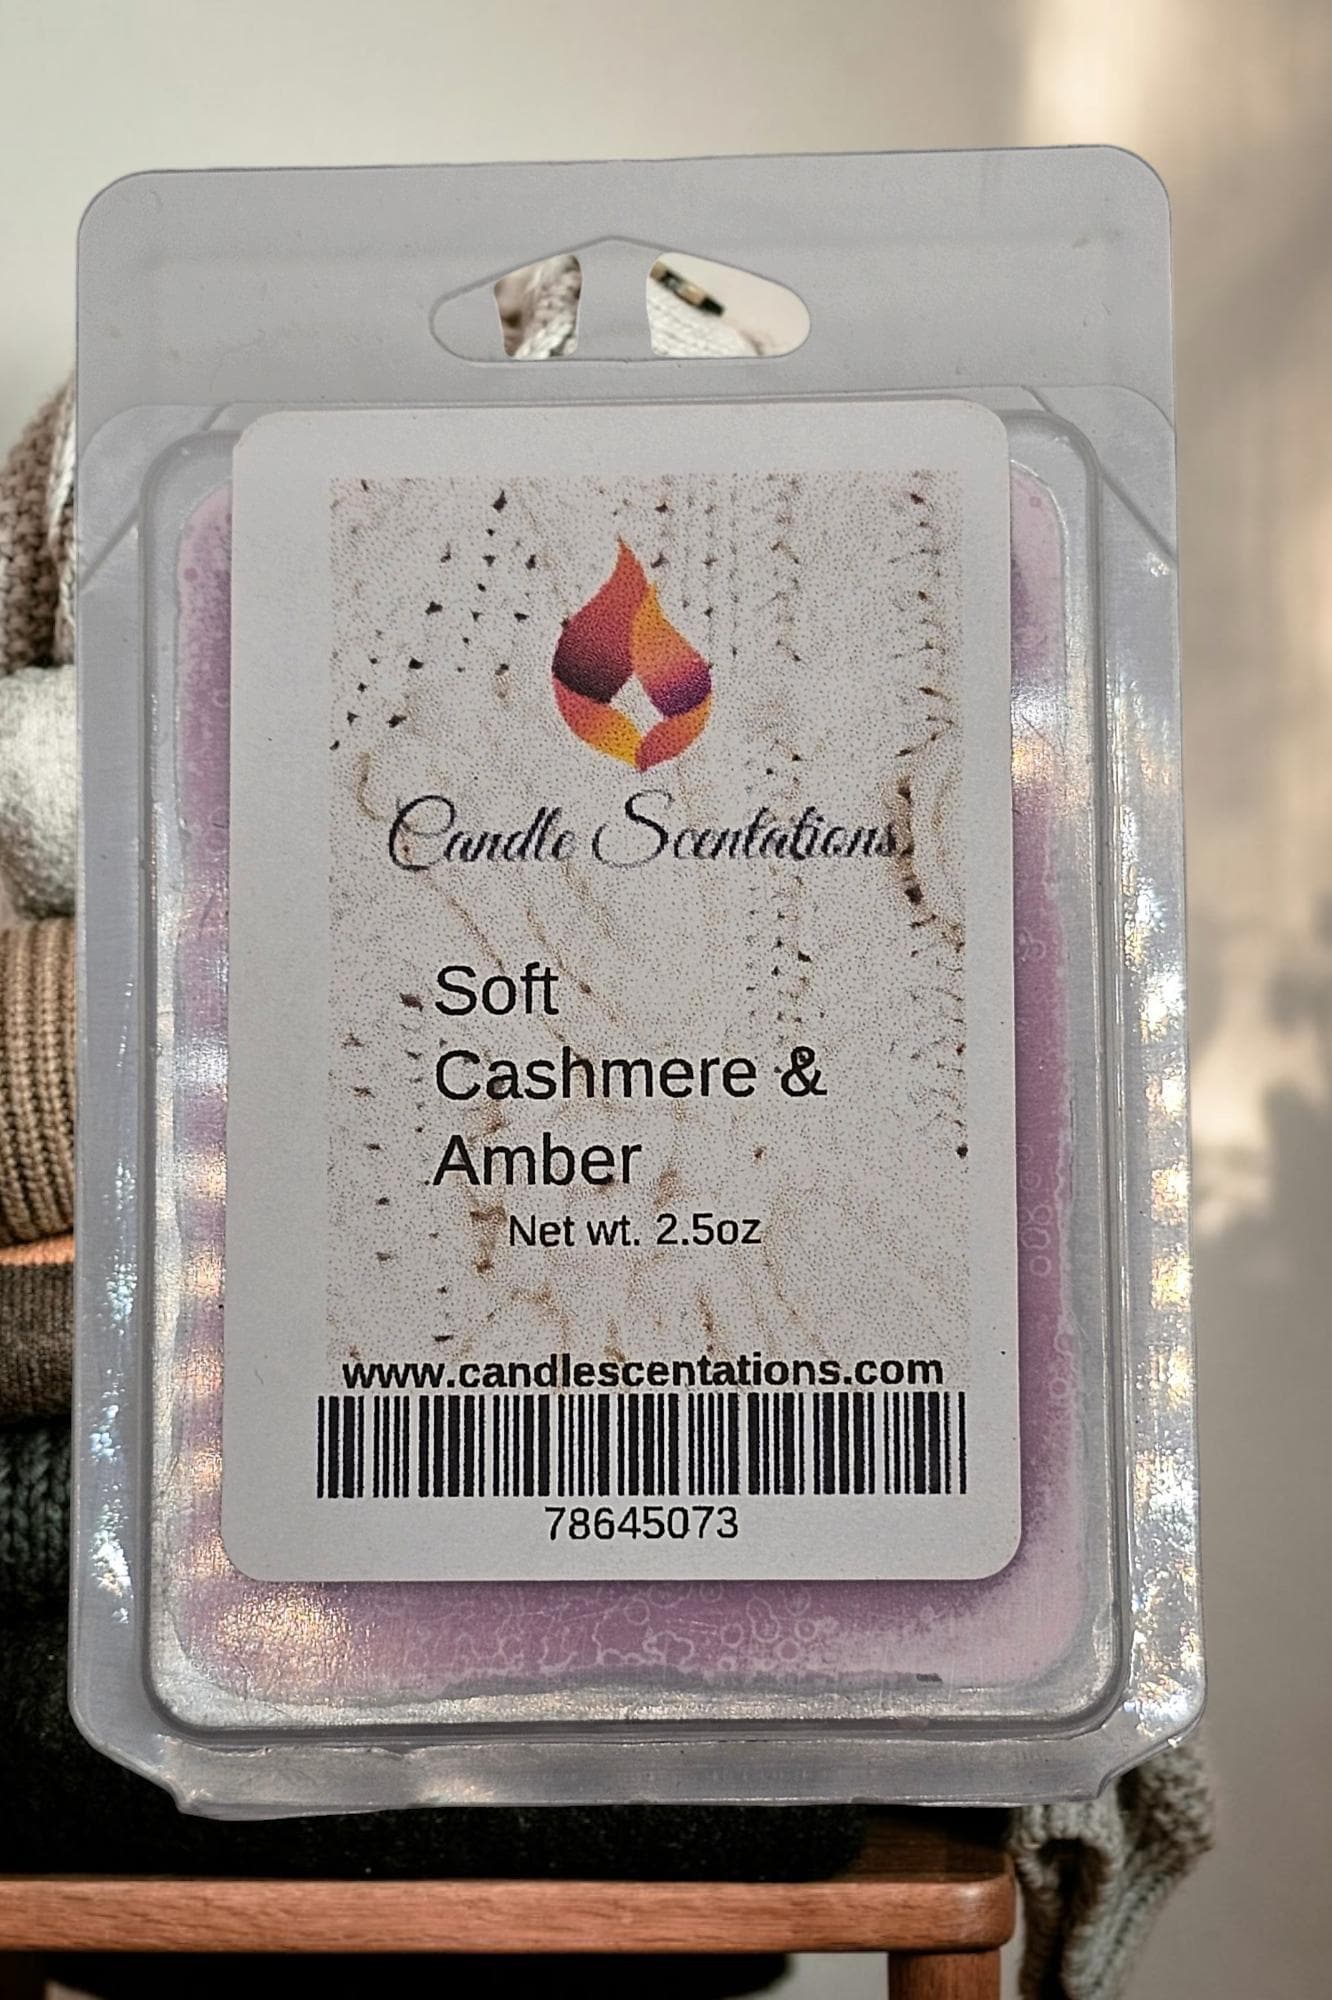 Candle Scentations
Soft
Cashmere &
Amber
Net wt. 2.5oz
www.candlescentations.com
78645073